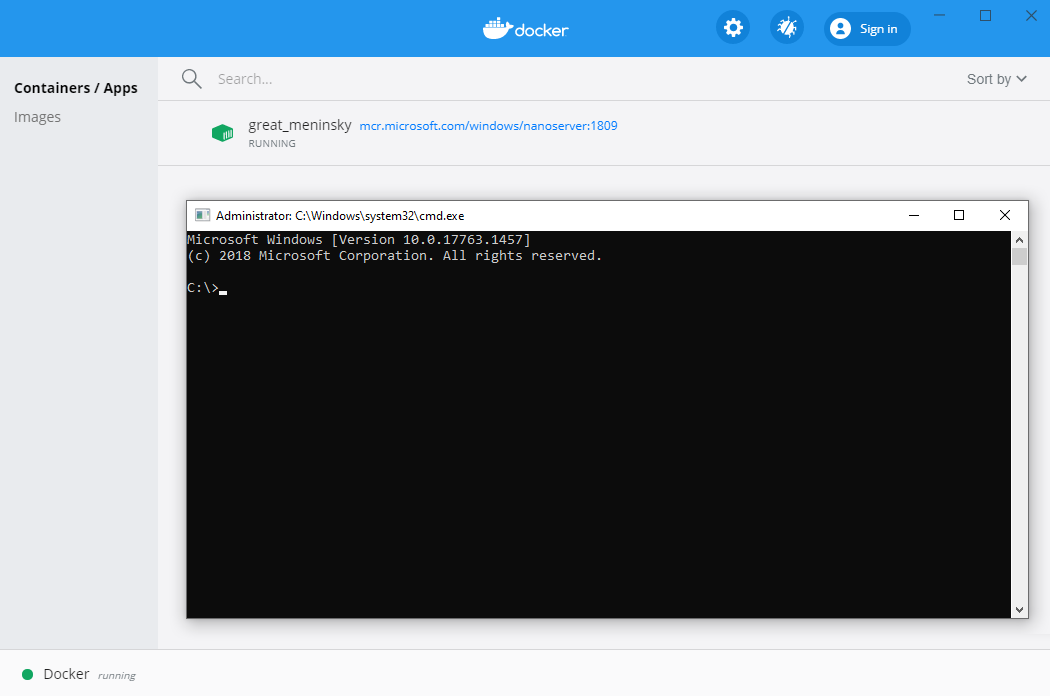 docker
Sign in
Containers / Apps
Images
Search...
Sort by
great_meninsky mcr.microsoft.com/windows/nanoserver:1809
RUNNING
Administrator: C:\Windows\system32\cmd.exe
Microsoft Windows [Version 10.0.17763.1457]
(c) 2018 Microsoft Corporation. All rights reserved.
C:\>
Docker running